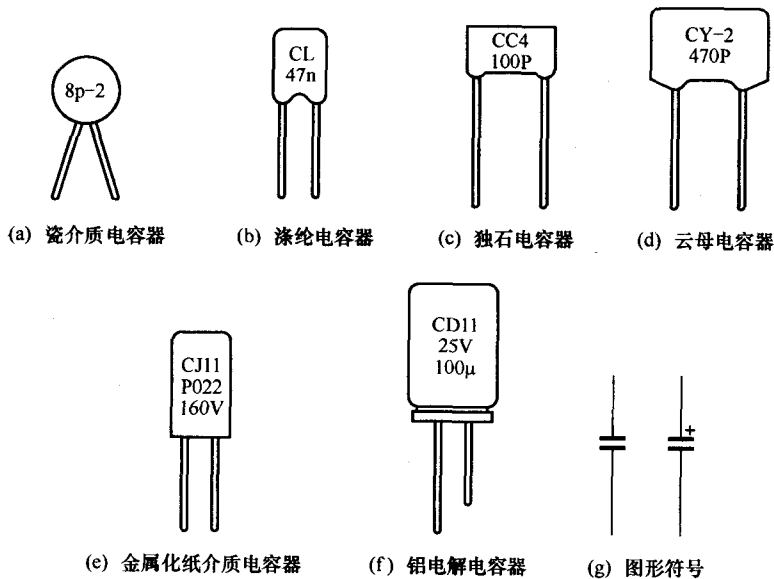 8p-2
CL
47n
CC4
100P
CY-2
470P
(a) 瓷介质电容器
(b) 涤纶电容器
(c) 独石电容器
(d) 云母电容器
CJ11
P022
160V
CD11
25V
100μ
+
(e) 金属化纸介质电容器
(f) 铝电解电容器
(g) 图形符号